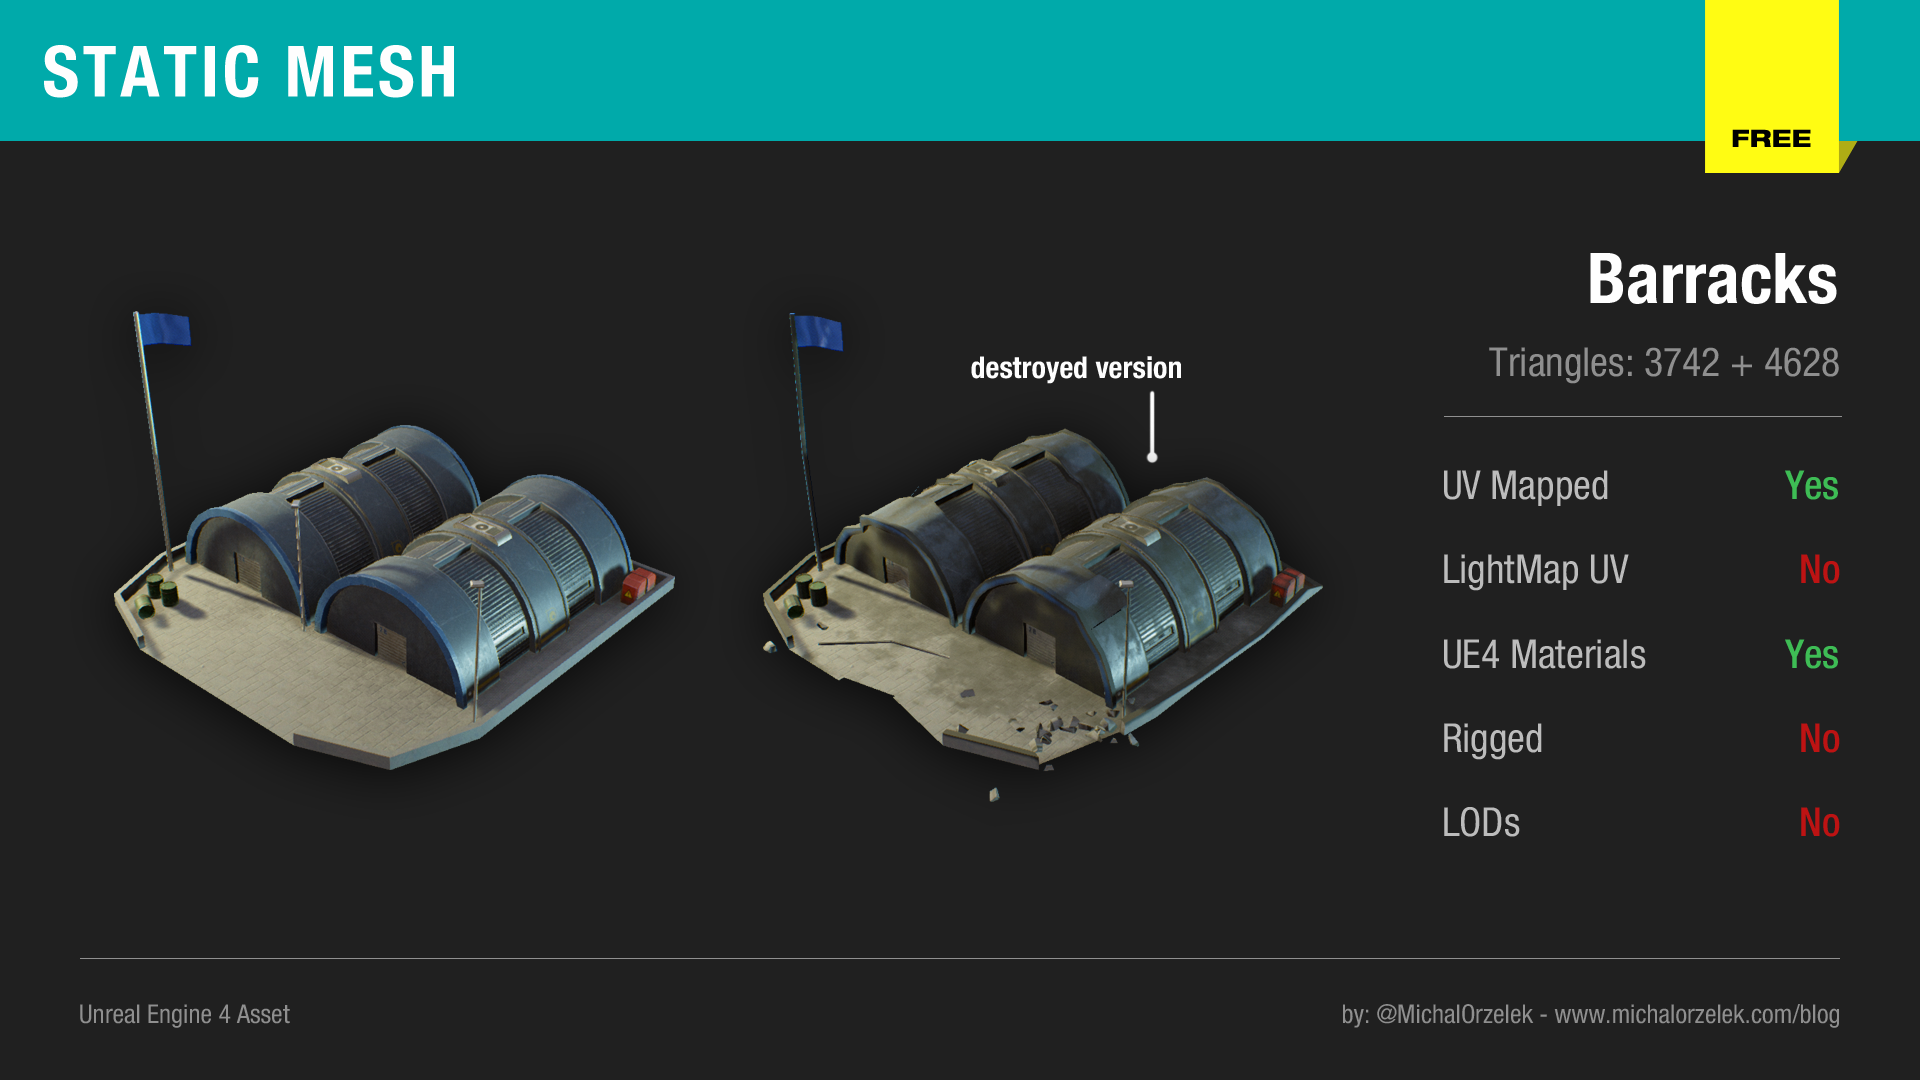 STATIC MESH
FREE
Barracks
Triangles: 3742 + 4628
destroyed version
UV Mapped Yes
LightMap UV No
UE4 Materials Yes
Rigged No
LODs No
Unreal Engine 4 Asset
by: @MichalOrzelek - www.michalorzelek.com/blog